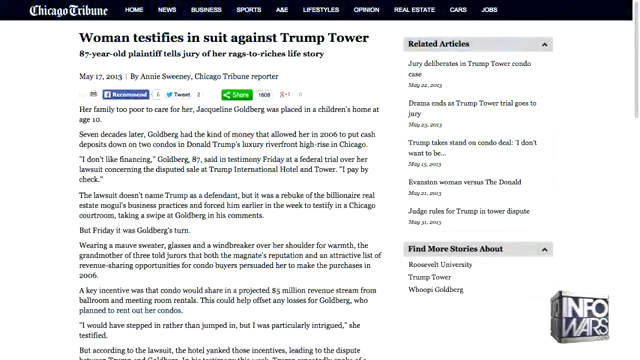 Chicago Tribune HOME NEWS BUSINESS SPORTS A&E LIFESTYLES OPINION REAL ESTATE CARS JOBS
Woman testifies in suit against Trump Tower
87-year-old plaintiff tells jury of her rags-to-riches life story
May 17, 2013 | By Annie Sweeney, Chicago Tribune reporter
Recommend 5 Tweet 2 Share 1608 +1 0
Her family too poor to care for her, Jacqueline Goldberg was placed in a children's home at
age 10.
Seven decades later, Goldberg had the kind of money that allowed her in 2006 to put cash
deposits down on two condos in Donald Trump's luxury riverfront high-rise in Chicago.
"I don't like financing," Goldberg, 87, said in testimony Friday at a federal trial over her
lawsuit concerning the disputed sale at Trump International Hotel and Tower. "I pay by
check."
The lawsuit doesn't name Trump as a defendant, but it was a rebuke of the billionaire real
estate mogul's business practices and forced him earlier in the week to testify in a Chicago
courtroom, taking a swipe at Goldberg in his comments.
But Friday it was Goldberg's turn.
Wearing a mauve sweater, glasses and a windbreaker over her shoulder for warmth, the
grandmother of three told jurors that both the magnate's reputation and an attractive list of
revenue-sharing opportunities for condo buyers persuaded her to make the purchases in
2006.
A key incentive was that condo would share in a projected $5 million revenue stream from
ballroom and meeting room rentals. This could help offset any losses for Goldberg, who
planned to rent out her condos.
"I would have stepped in rather than jumped in, but I was particularly intrigued," she
testified.
But according to the lawsuit, the hotel yanked those incentives, leading to the dispute
Related Articles
Jury deliberates in Trump Tower condo
case
May 22, 2013
Drama ends as Trump Tower trial goes to
jury
May 23, 2013
Trump takes stand on condo deal: 'I don't
want to be...
May 15, 2013
Evanston woman versus The Donald
May 21, 2013
Judge rules for Trump in tower dispute
May 31, 2013
Find More Stories About
Roosevelt University
Trump Tower
Whoopi Goldberg
INFO
WARS